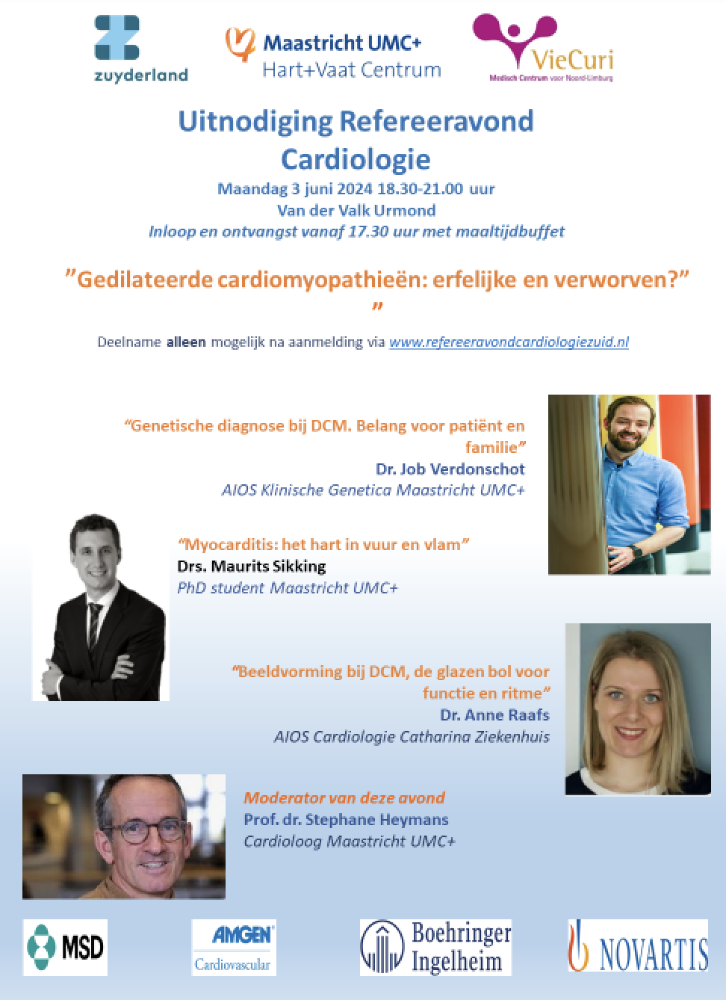 zuyderland
Maastricht UMC+
Hart+Vaat Centrum
VieCuri
Medisch Centrum voor Noord-Limburg
Uitnodiging Refereeravond
Cardiologie
Maandag 3 juni 2024 18.30-21.00 uur
Van der Valk Urmond
Inloop en ontvangst vanaf 17.30 uur met maaltijdbuffet
”Gedilateerde cardiomyopathieën: erfelijke en verworven?”
”
Deelname alleen mogelijk na aanmelding via www.refereeravondcardiologiezuid.nl
“Genetische diagnose bij DCM. Belang voor patiënt en
familie”
Dr. Job Verdonschot
AIOS Klinische Genetica Maastricht UMC+
“Myocarditis: het hart in vuur en vlam”
Drs. Maurits Sikking
PhD student Maastricht UMC+
“Beeldvorming bij DCM, de glazen bol voor
functie en ritme”
Dr. Anne Raafs
AIOS Cardiologie Catharina Ziekenhuis
Moderator van deze avond
Prof. dr. Stephane Heymans
Cardioloog Maastricht UMC+
MSD
AMGEN®
Cardiovascular
Boehringer
Ingelheim
NOVARTIS